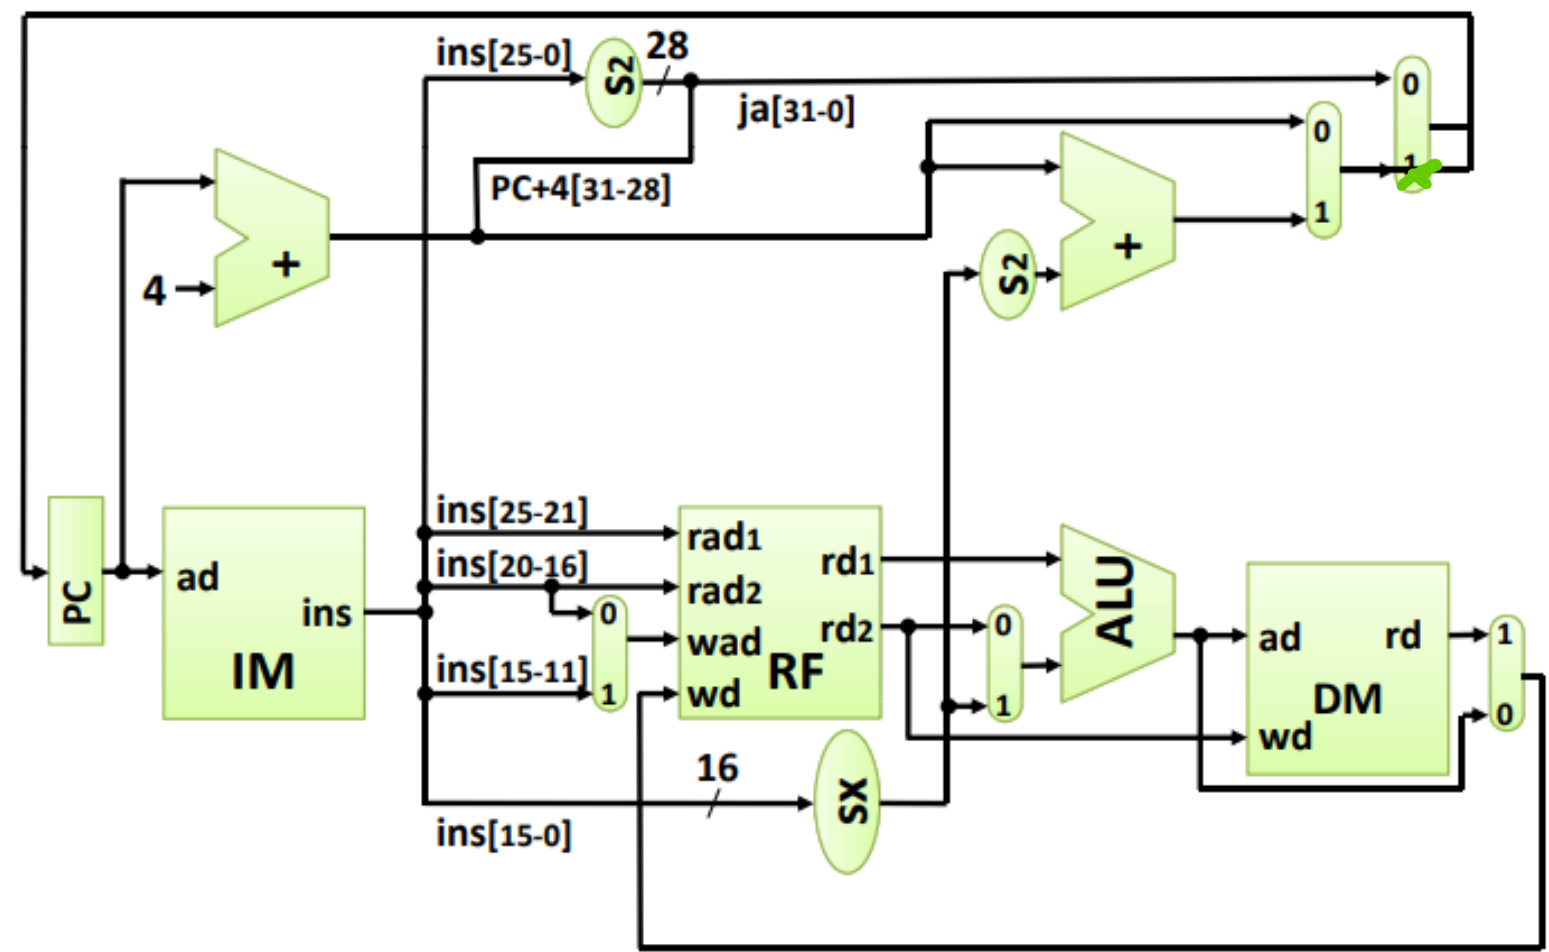 ins[25-0]
S2
28
ja[31-0]
0
1
0
1
PC+4[31-28]
+
4
+
S2
ins[25-21]
ins[20-16]
ins[15-11]
ins[15-0]
16
PC
ad
ins
IM
0
1
rad1
rad2
wad
wd
rd1
rd2
RF
SX
0
1
ALU
ad
rd
DM
wd
1
0